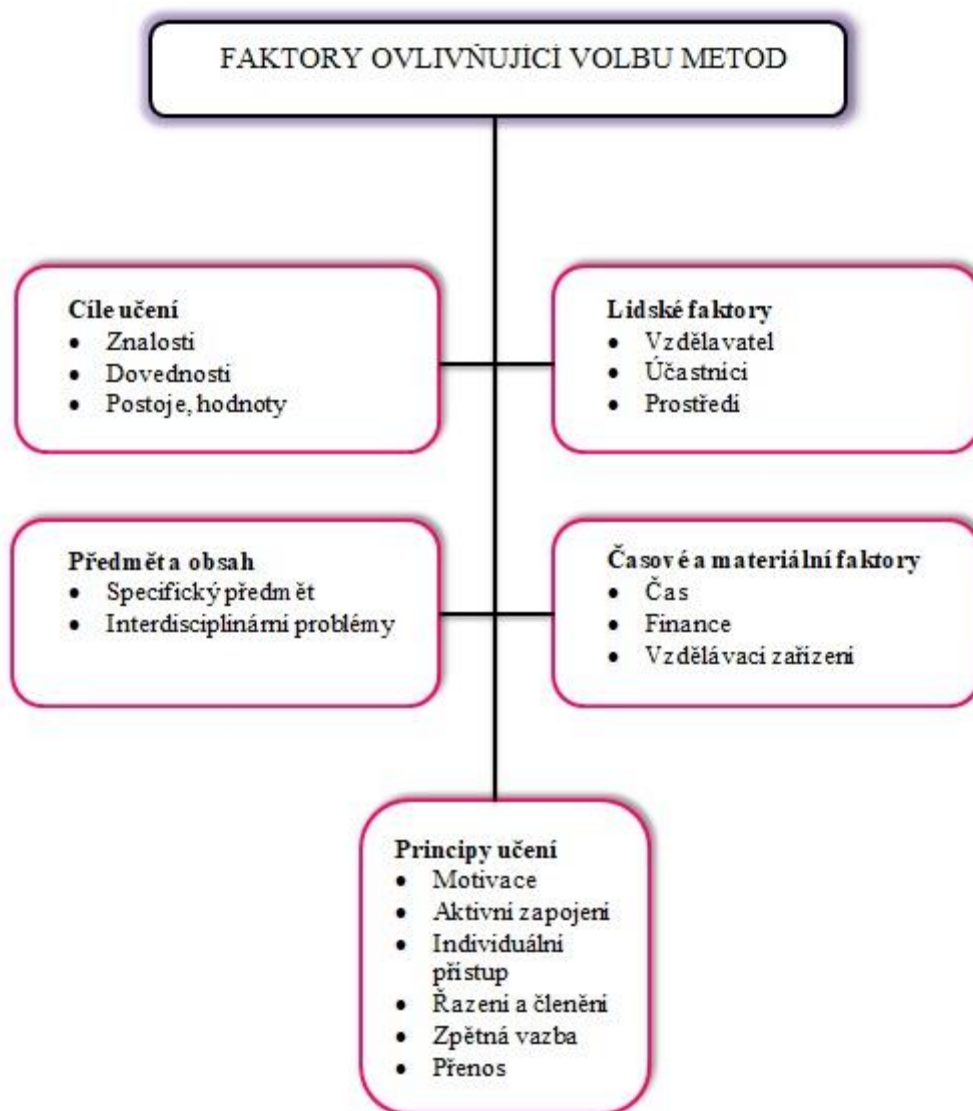 FAKTORY OVLIVŇUJÍCÍ VOLBU METOD
Cíle učení
• Znalosti
• Dovednosti
• Postoje, hodnoty
Lidské faktory
• Vzdělavatel
• Účastníci
• Prostředí
Předmět a obsah
• Specifický předmět
• Interdisciplinární problémy
Časové a materiální faktory
• Čas
• Finance
• Vzdělávací zařízení
Principy učení
• Motivace
• Aktivní zapojení
• Individuální
přístup
• Řazení a členění
• Zpětná vazba
• Přenos